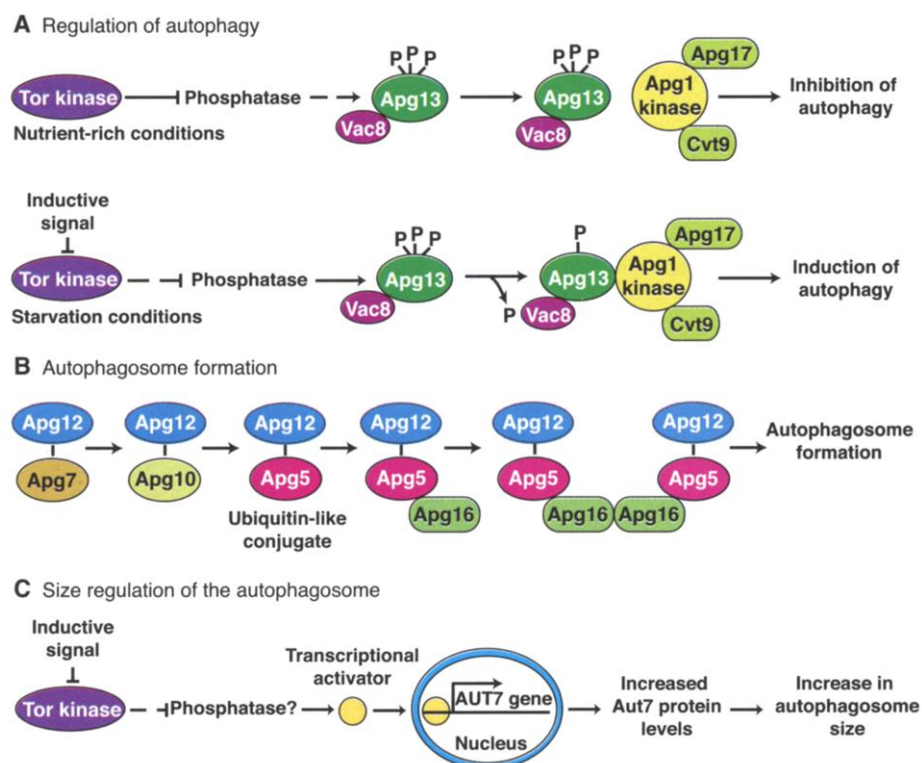 A Regulation of autophagy
P P P
P P P
Apg17
Tor kinase
Phosphatase
Apg13
Apg13
Apg1
kinase
Inhibition of
autophagy
Vac8
Vac8
Nutrient-rich conditions
Cvt9
Inductive
signal
P P P
P
Apg17
Tor kinase
Phosphatase
Apg13
Apg13
Apg1
kinase
Induction of
autophagy
Vac8
P
Vac8
Starvation conditions
Cvt9
B Autophagosome formation
Apg12
Apg12
Apg12
Apg12
Apg12
Apg12
Autophagosome
formation
Apg7
Apg10
Apg5
Apg5
Apg5
Apg5
Ubiquitin-like
conjugate
Apg16
Apg16
Apg16
C Size regulation of the autophagosome
Inductive
signal
Transcriptional
activator
Tor kinase
Phosphatase?
AUT7 gene
Nucleus
Increased
Aut7 protein
levels
Increase in
autophagosome
size